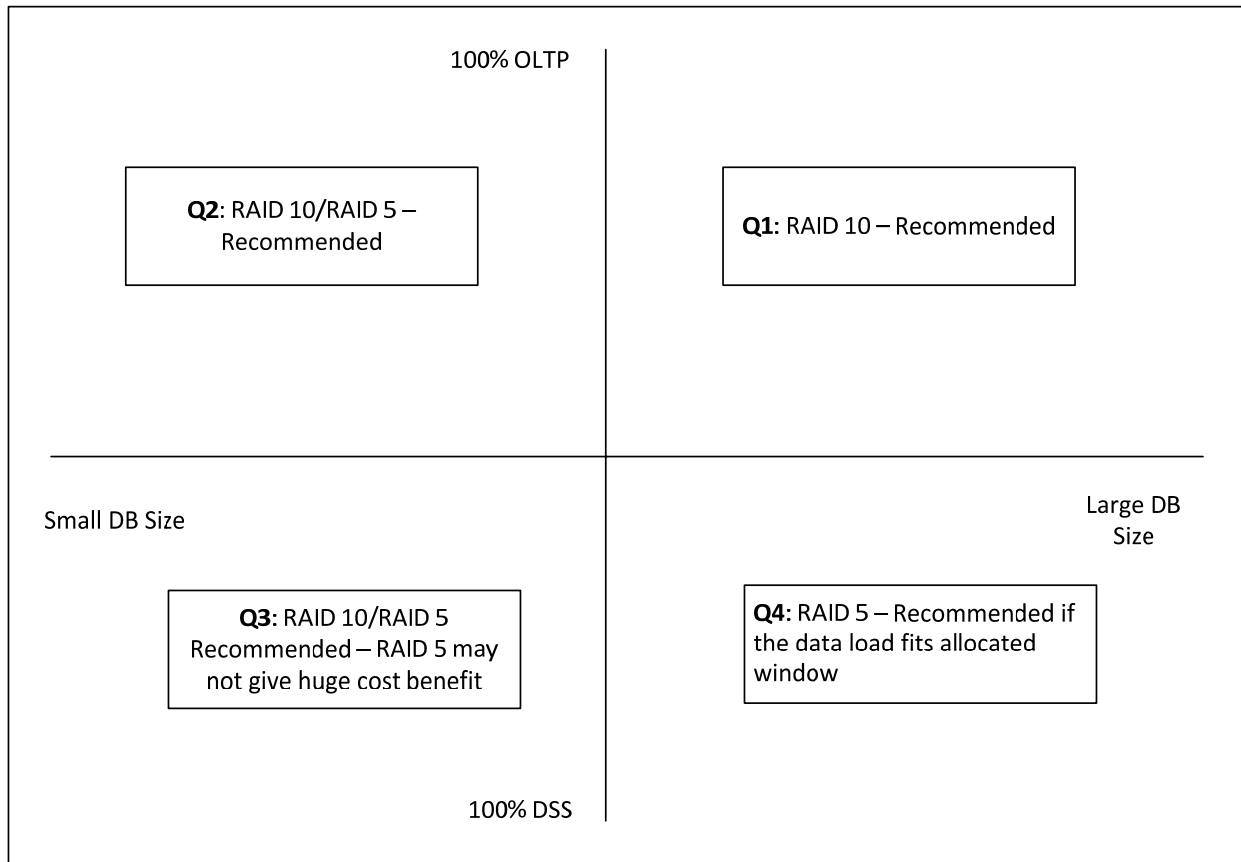 100% OLTP
Q2: RAID 10/RAID 5 –
Recommended
Q1: RAID 10 – Recommended
Small DB Size
Large DB
Size
Q3: RAID 10/RAID 5
Recommended – RAID 5 may
not give huge cost benefit
Q4: RAID 5 – Recommended if
the data load fits allocated
window
100% DSS